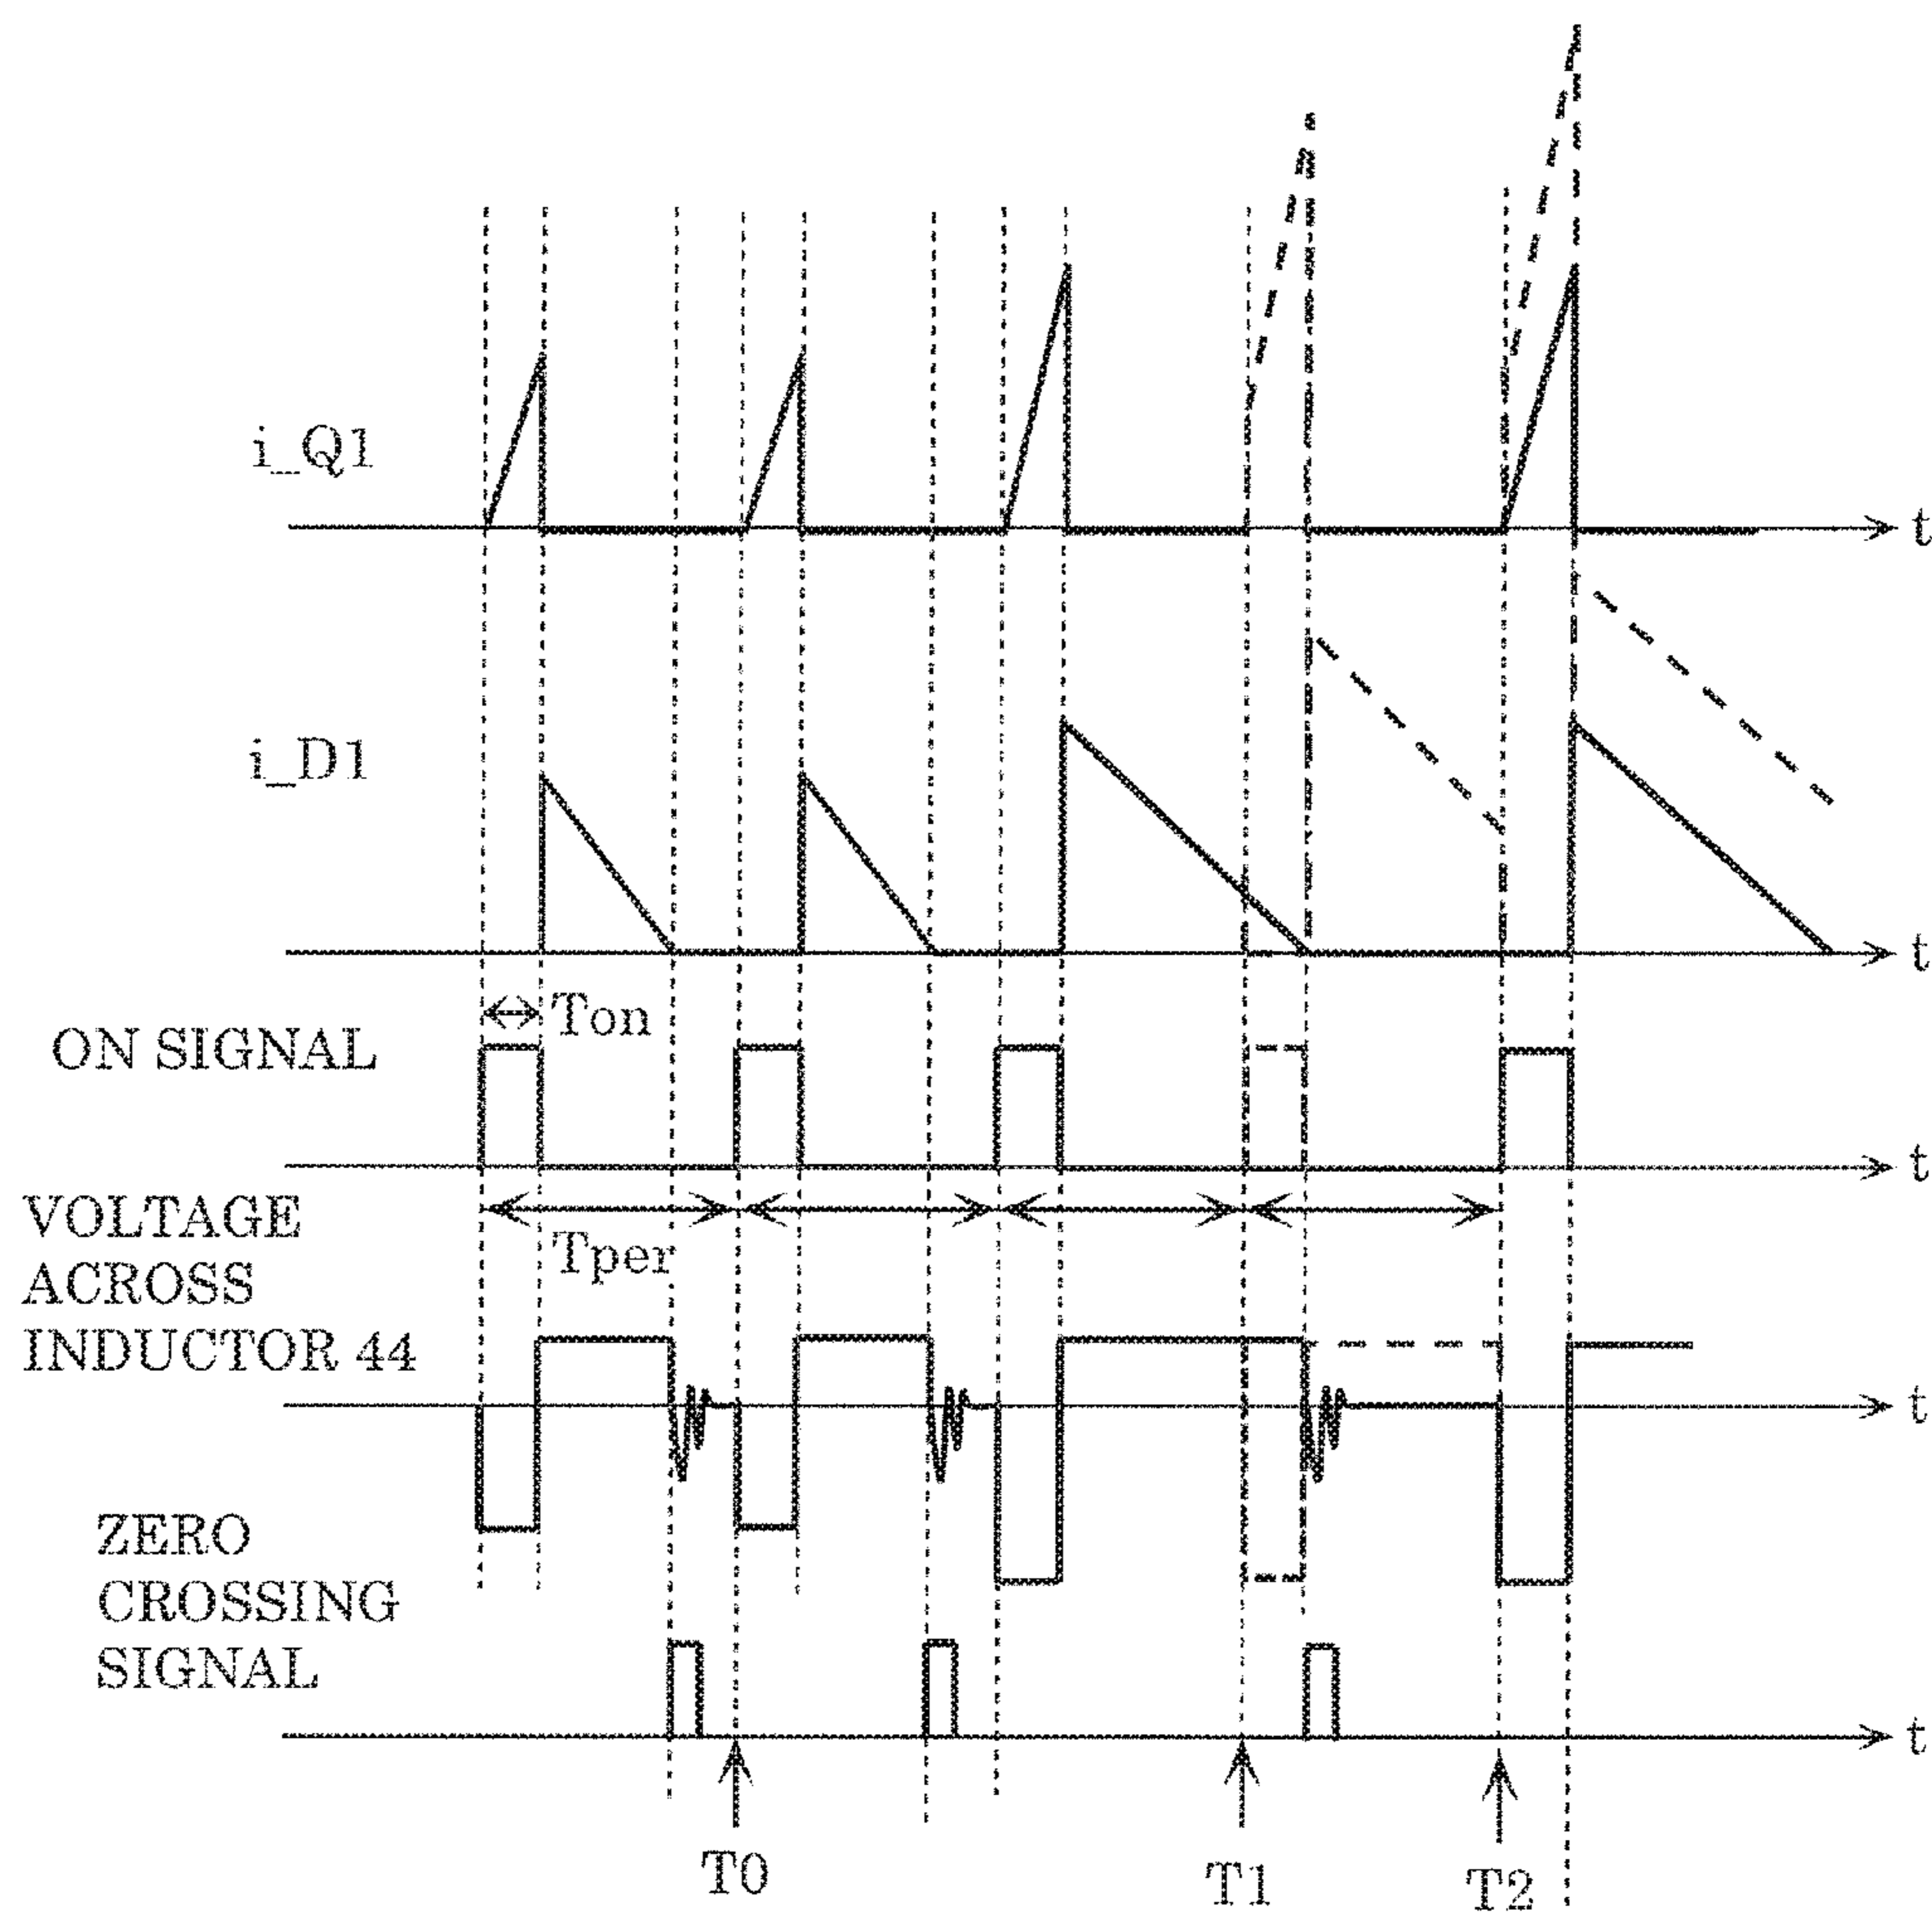 i_Q1
t
i_D1
t
Ton
ON SIGNAL
t
Tper
VOLTAGE
ACROSS
INDUCTOR 44
t
ZERO
CROSSING
SIGNAL
t
T0
T1
T2